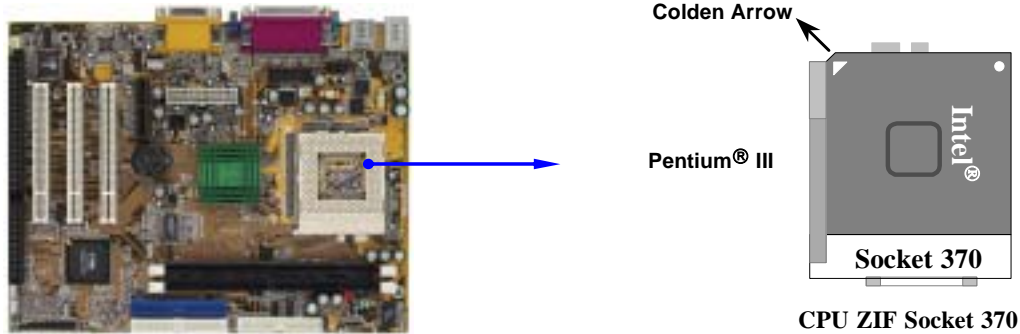 Colden Arrow
Pentium® III
Intel®
Socket 370
CPU ZIF Socket 370